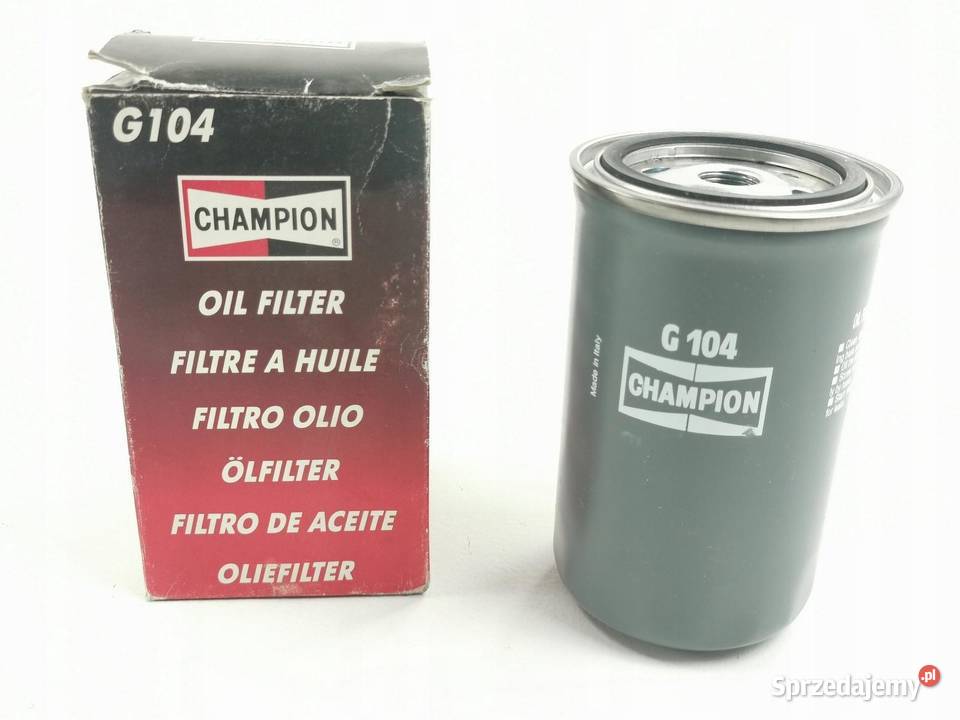 G104
CHAMPION
OIL FILTER
FILTRE A HUILE
FILTRO OLIO
ÖLFILTER
FILTRO DE ACEITE
OLIEFILTER
G 104
CHAMPION
Made in Italy
Sprzedajemy.pl